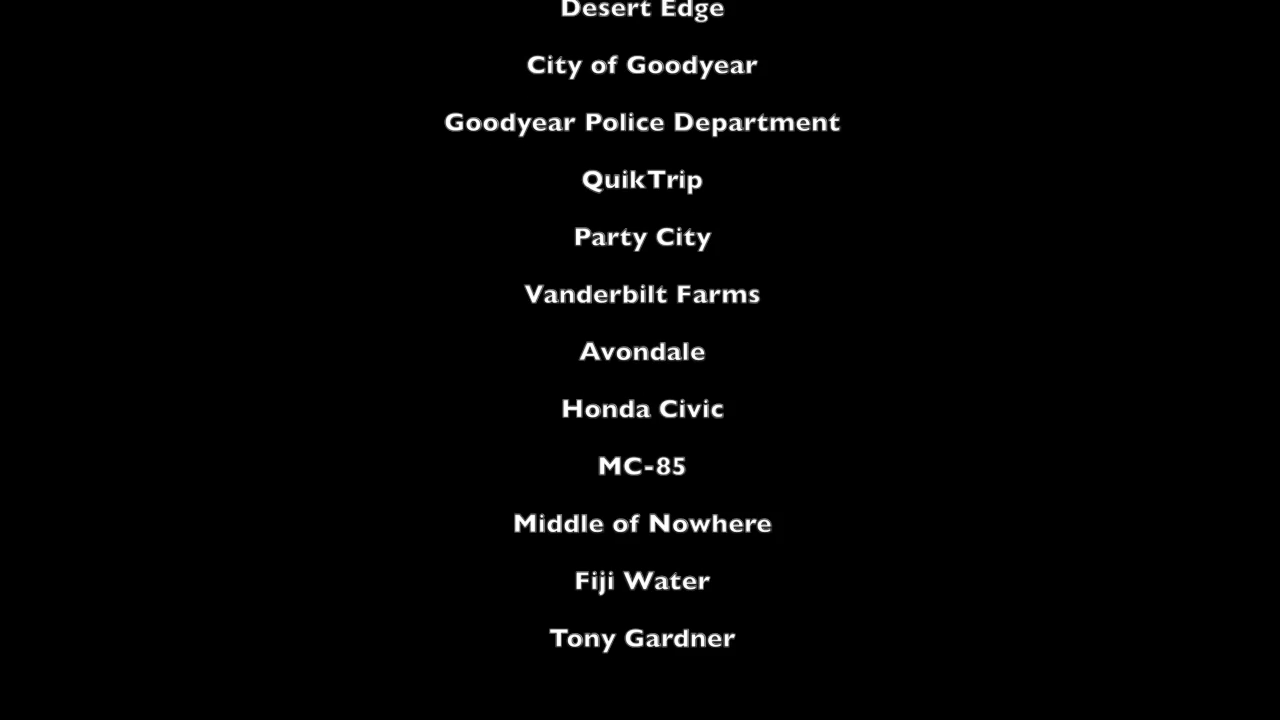 Desert Edge
City of Goodyear
Goodyear Police Department
QuikTrip
Party City
Vanderbilt Farms
Avondale
Honda Civic
MC-85
Middle of Nowhere
Fiji Water
Tony Gardner